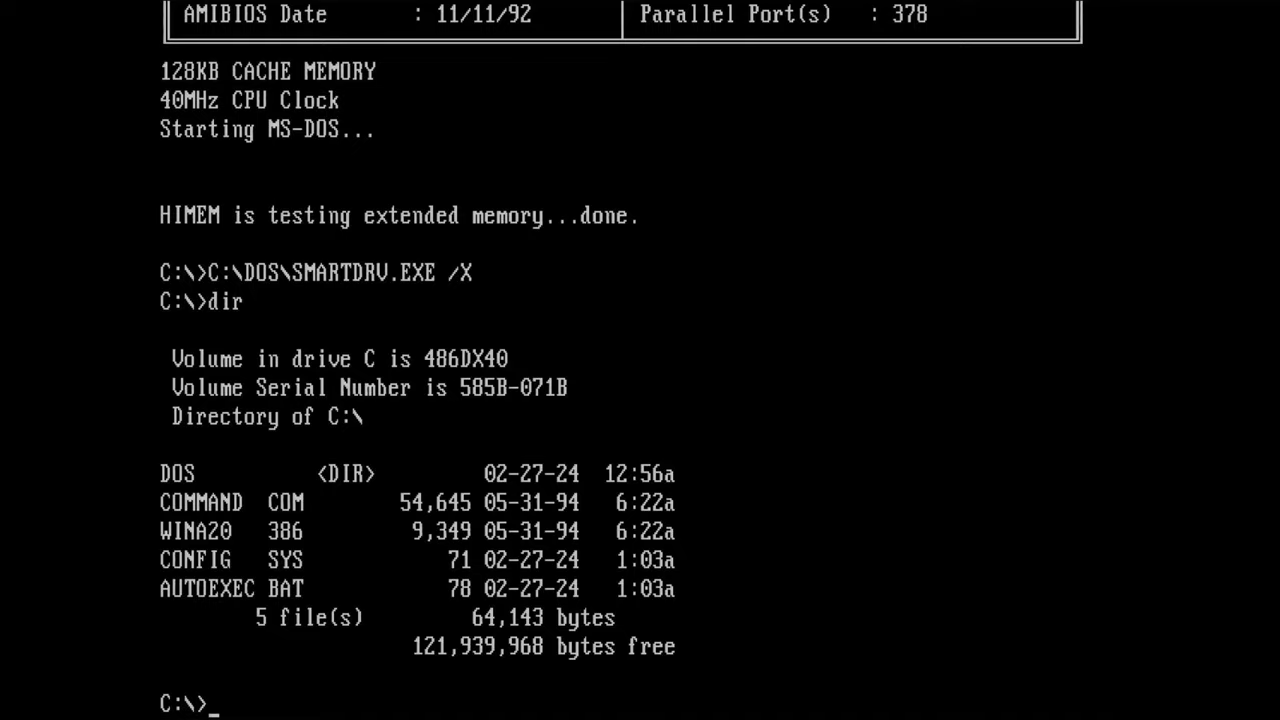 AMIBIOS Date : 11/11/92 Parallel Port(s) : 378
128KB CACHE MEMORY
40MHz CPU Clock
Starting MS-DOS...
HIMEM is testing extended memory...done.
C:\>C:\DOS\SMARTDRV.EXE /X
C:\>dir
Volume in drive C is 486DX40
Volume Serial Number is 585B-071B
Directory of C:\
DOS <DIR> 02-27-24 12:56a
COMMAND COM 54,645 05-31-94 6:22a
WINA20 386 9,349 05-31-94 6:22a
CONFIG SYS 71 02-27-24 1:03a
AUTOEXEC BAT 78 02-27-24 1:03a
5 file(s) 64,143 bytes
121,939,968 bytes free
C:\>_